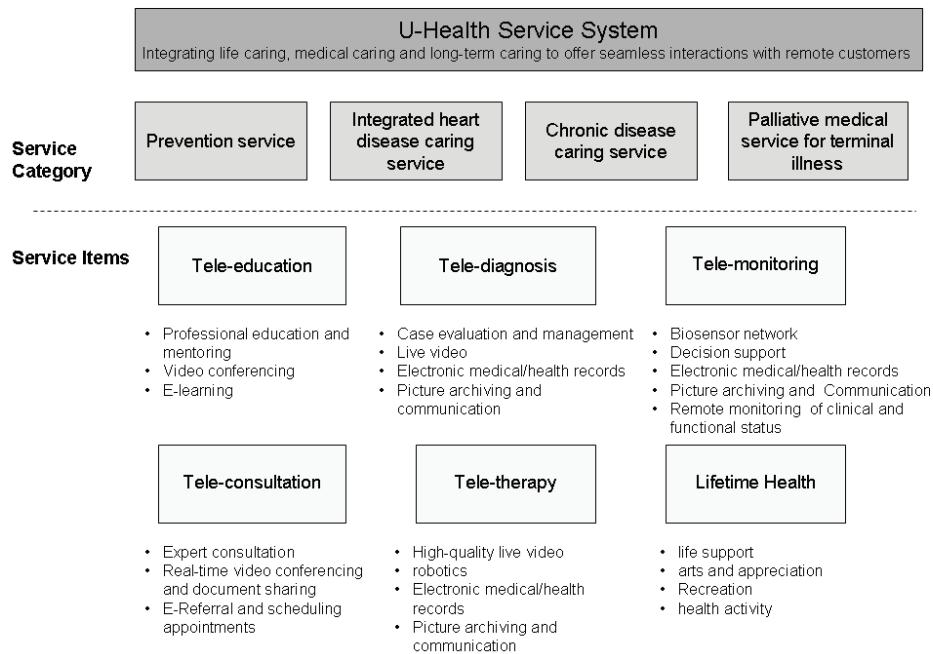 U-Health Service System
Integrating life caring, medical caring and long-term caring to offer seamless interactions with remote customers
Service
Category
Prevention service
Integrated heart
disease caring
service
Chronic disease
caring service
Palliative medical
service for terminal
illness
Service Items
Tele-education
• Professional education and
mentoring
• Video conferencing
• E-learning
Tele-diagnosis
• Case evaluation and management
• Live video
• Electronic medical/health records
• Picture archiving and
communication
Tele-monitoring
• Biosensor network
• Decision support
• Electronic medical/health records
• Picture archiving and Communication
• Remote monitoring of clinical and
functional status
Tele-consultation
• Expert consultation
• Real-time video conferencing
and document sharing
• E-Referral and scheduling
appointments
Tele-therapy
• High-quality live video
• robotics
• Electronic medical/health
records
• Picture archiving and
communication
Lifetime Health
• life support
• arts and appreciation
• Recreation
• health activity